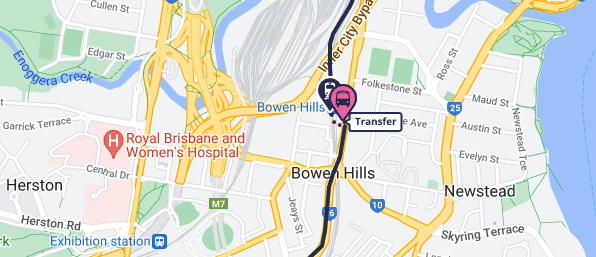 Cullen St
Edgar St
Enoggera Creek
Inner City Bypa
Ross St
Folkestone St
Bowen Hills
Transfer
e Ave
25
Maud St
Austin St
Newstead Tce
Garrick Terrace
H
Royal Brisbane and
Women's Hospital
Evelyn St
Central Dr
Herston
Bowen Hills
Newstead
M7
Jeays St
10
Herston Rd
Skyring Terrace
Exhibition station